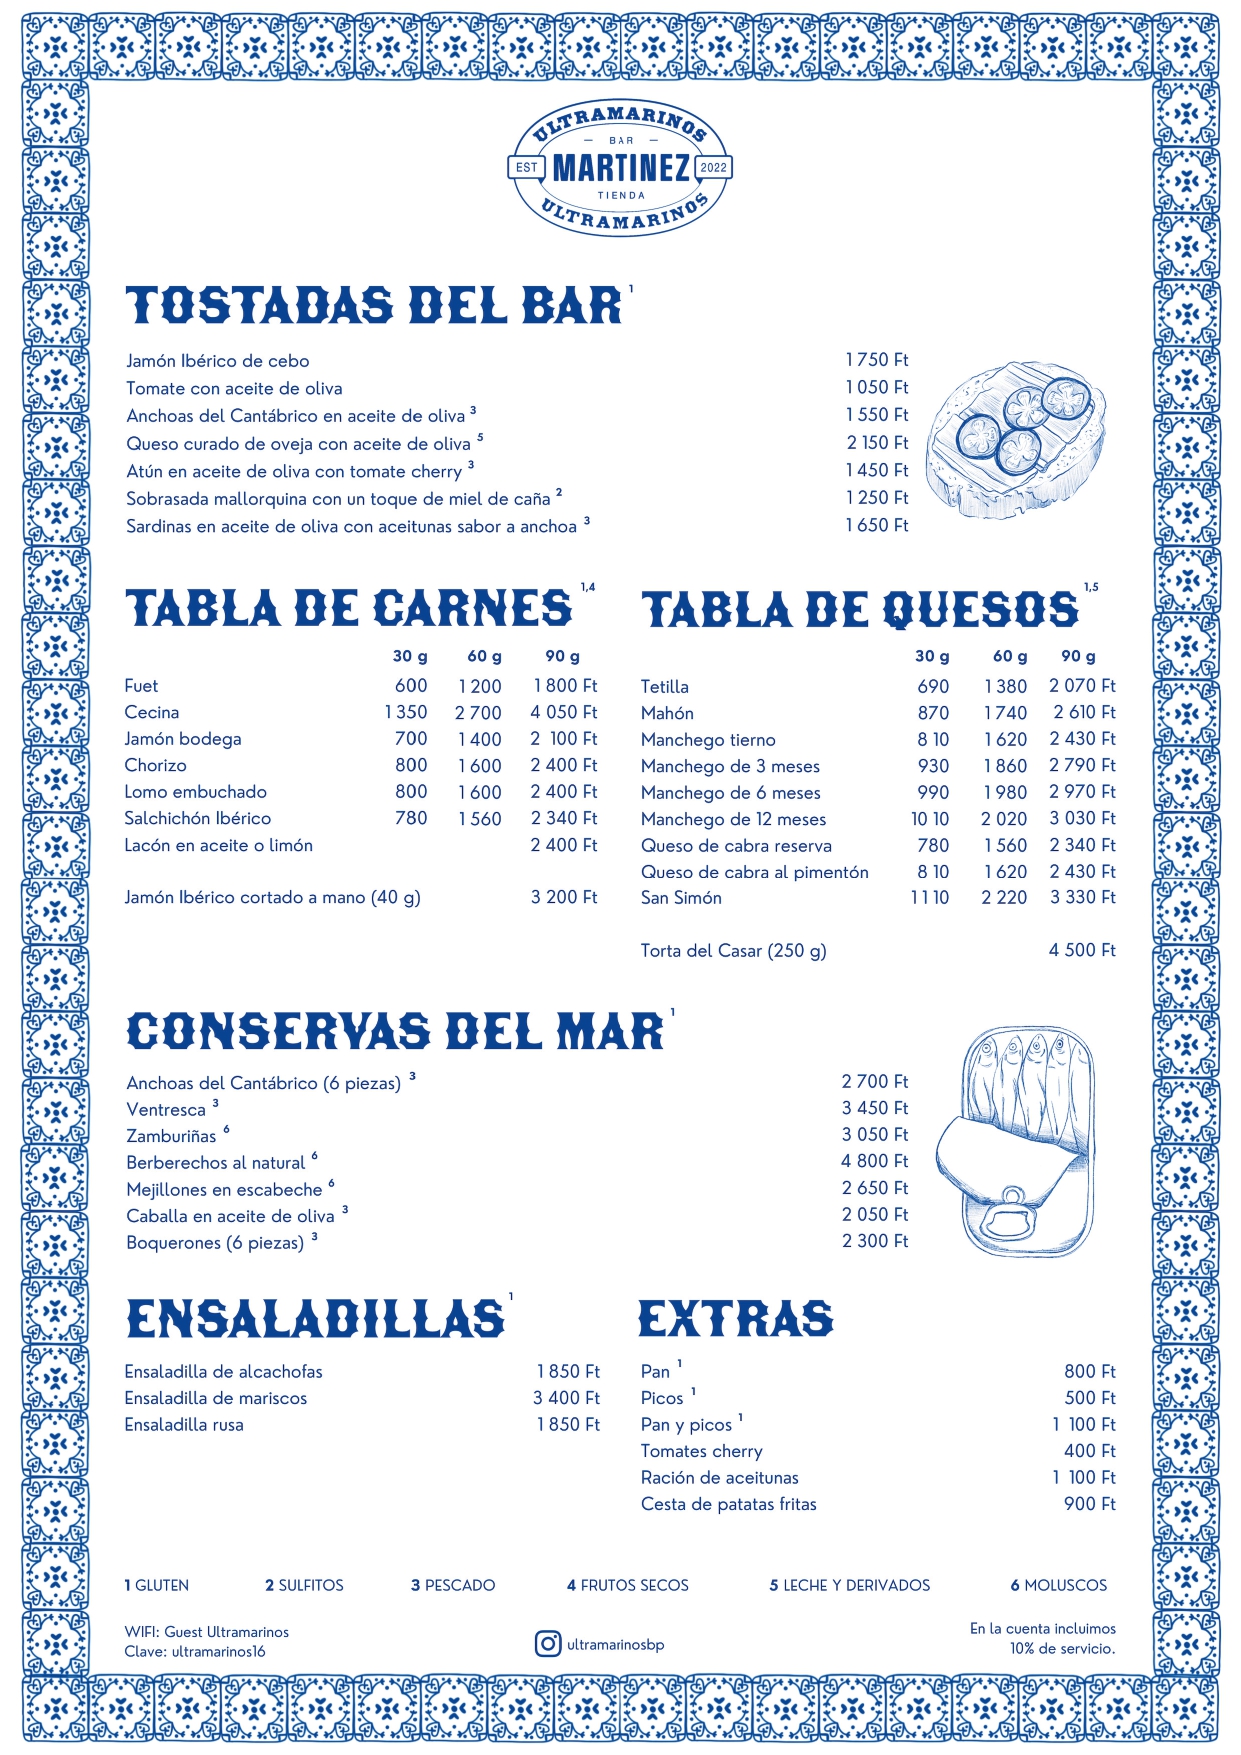 ULTRAMARINOS
BAR
EST MARTINEZ 2022
TIENDA
ULTRAMARINOS
TOSTADAS DEL BAR 1
Jamón Ibérico de cebo 1 750 Ft
Tomate con aceite de oliva 1 050 Ft
Anchoas del Cantábrico en aceite de oliva 3 1 550 Ft
Queso curado de oveja con aceite de oliva 5 2 150 Ft
Atún en aceite de oliva con tomate cherry 3 1 450 Ft
Sobrasada mallorquina con un toque de miel de caña 2 1 250 Ft
Sardinas en aceite de oliva con aceitunas sabor a anchoa 3 1 650 Ft
TABLA DE CARNES 1,4
30 g 60 g 90 g
Fuet 600 1 200 1 800 Ft
Cecina 1 350 2 700 4 050 Ft
Jamón bodega 700 1 400 2 100 Ft
Chorizo 800 1 600 2 400 Ft
Lomo embuchado 800 1 600 2 400 Ft
Salchichón Ibérico 780 1 560 2 340 Ft
Lacón en aceite o limón 2 400 Ft
Jamón Ibérico cortado a mano (40 g) 3 200 Ft
TABLA DE QUESOS 1,5
30 g 60 g 90 g
Tetilla 690 1 380 2 070 Ft
Mahón 870 1 740 2 610 Ft
Manchego tierno 8 10 1 620 2 430 Ft
Manchego de 3 meses 930 1 860 2 790 Ft
Manchego de 6 meses 990 1 980 2 970 Ft
Manchego de 12 meses 10 10 2 020 3 030 Ft
Queso de cabra reserva 780 1 560 2 340 Ft
Queso de cabra al pimentón 8 10 1 620 2 430 Ft
San Simón 11 10 2 220 3 330 Ft
Torta del Casar (250 g) 4 500 Ft
CONSERVAS DEL MAR 1
Anchoas del Cantábrico (6 piezas) 3 2 700 Ft
Ventresca 3 3 450 Ft
Zamburiñas 6 3 050 Ft
Berberechos al natural 6 4 800 Ft
Mejillones en escabeche 6 2 650 Ft
Caballa en aceite de oliva 3 2 050 Ft
Boquerones (6 piezas) 3 2 300 Ft
ENSALADILLAS 1
Ensaladilla de alcachofas 1 850 Ft
Ensaladilla de mariscos 3 400 Ft
Ensaladilla rusa 1 850 Ft
EXTRAS
Pan 1 800 Ft
Picos 1 500 Ft
Pan y picos 1 1 100 Ft
Tomates cherry 400 Ft
Ración de aceitunas 1 100 Ft
Cesta de patatas fritas 900 Ft
1 GLUTEN 2 SULFITOS 3 PESCADO 4 FRUTOS SECOS 5 LECHE Y DERIVADOS 6 MOLUSCOS
WIFI: Guest Ultramarinos
Clave: ultramarinos16
ultramarinosbp
En la cuenta incluimos
10% de servicio.